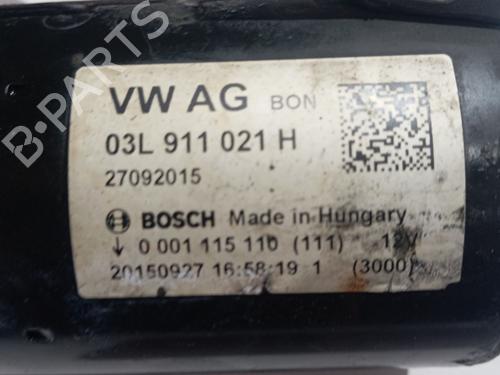 VW AG BON
03L 911 021 H
27092015
BOSCH Made in Hungary
↓ 0 001 115 110 (111) 12V
20150927 16:58:19 1 (3000)
B-PARTS